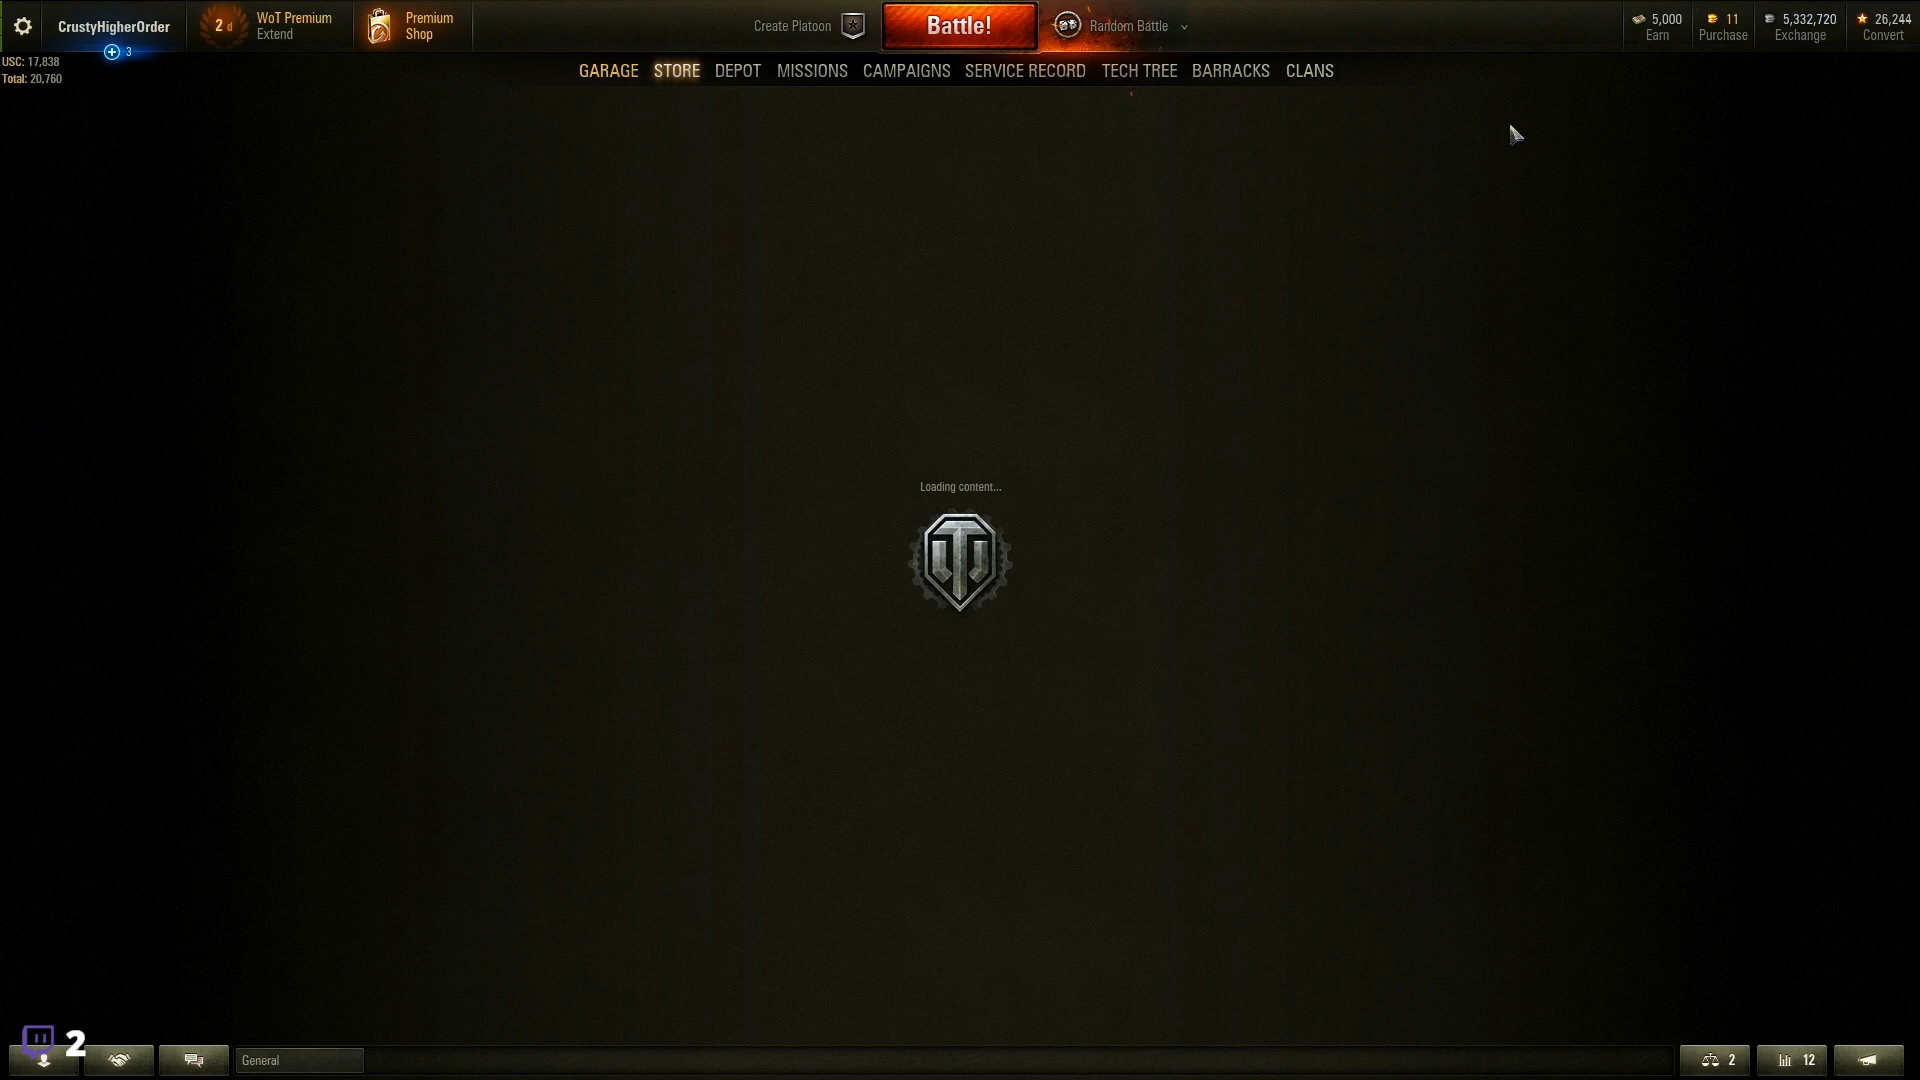 CrustyHigherOrder
3
2 d
WoT Premium
Extend
Premium
Shop
Create Platoon
Battle!
Random Battle
5,000
Earn
11
Purchase
5,332,720
Exchange
26,244
Convert
USC: 17,838
Total: 20,760
GARAGE STORE DEPOT MISSIONS CAMPAIGNS SERVICE RECORD TECH TREE BARRACKS CLANS
Loading content...
2
General
2
12